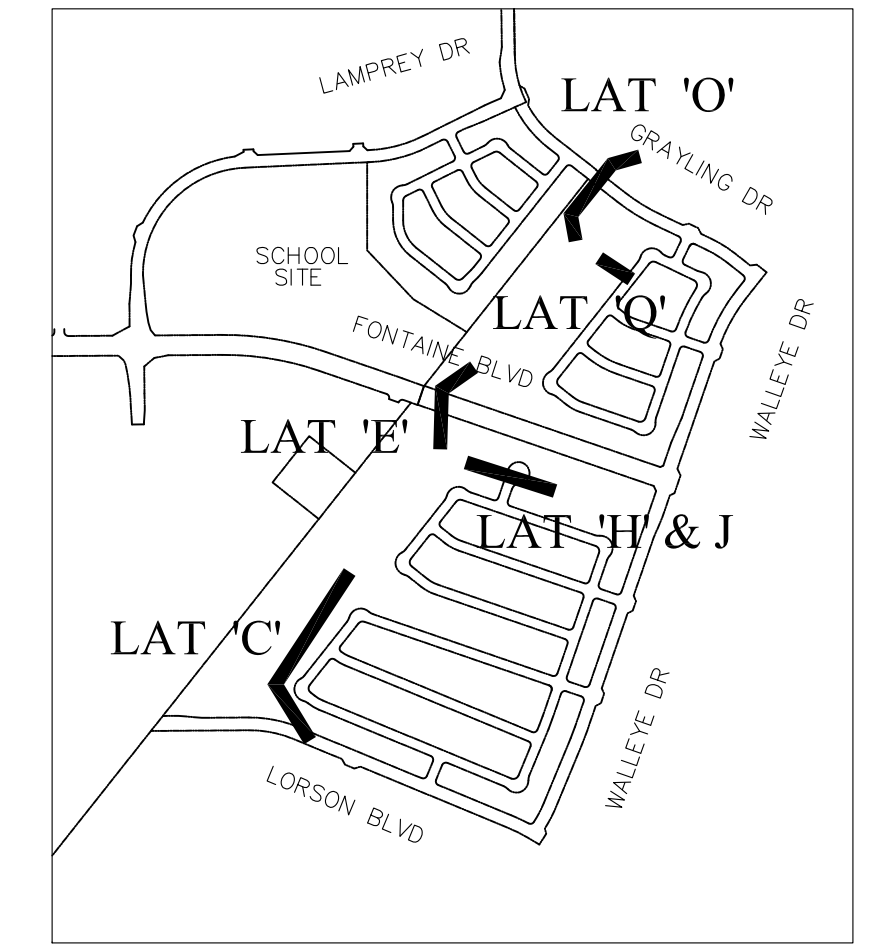 LAMPREY DR
LAT 'O'
GRAYLING DR
SCHOOL
SITE
LAT 'Q'
FONTAINE BLVD
WALLEYE DR
LAT 'E'
LAT 'H' & J
LAT 'C'
WALLEYE DR
LORSON BLVD